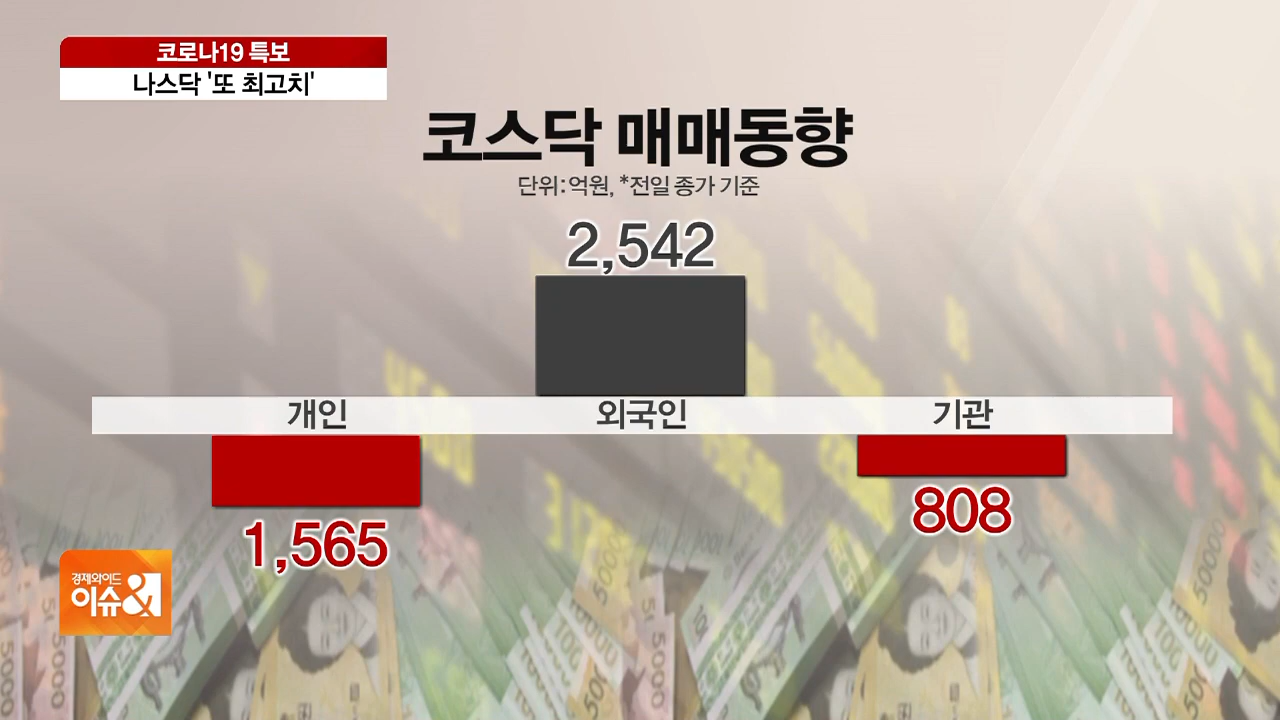 코로나19 특보
나스닥 '또 최고치'
코스닥 매매동향
단위:억원, *전일 종가 기준
2,542
개인 외국인 기관
1,565
808
경제와이드
이슈&